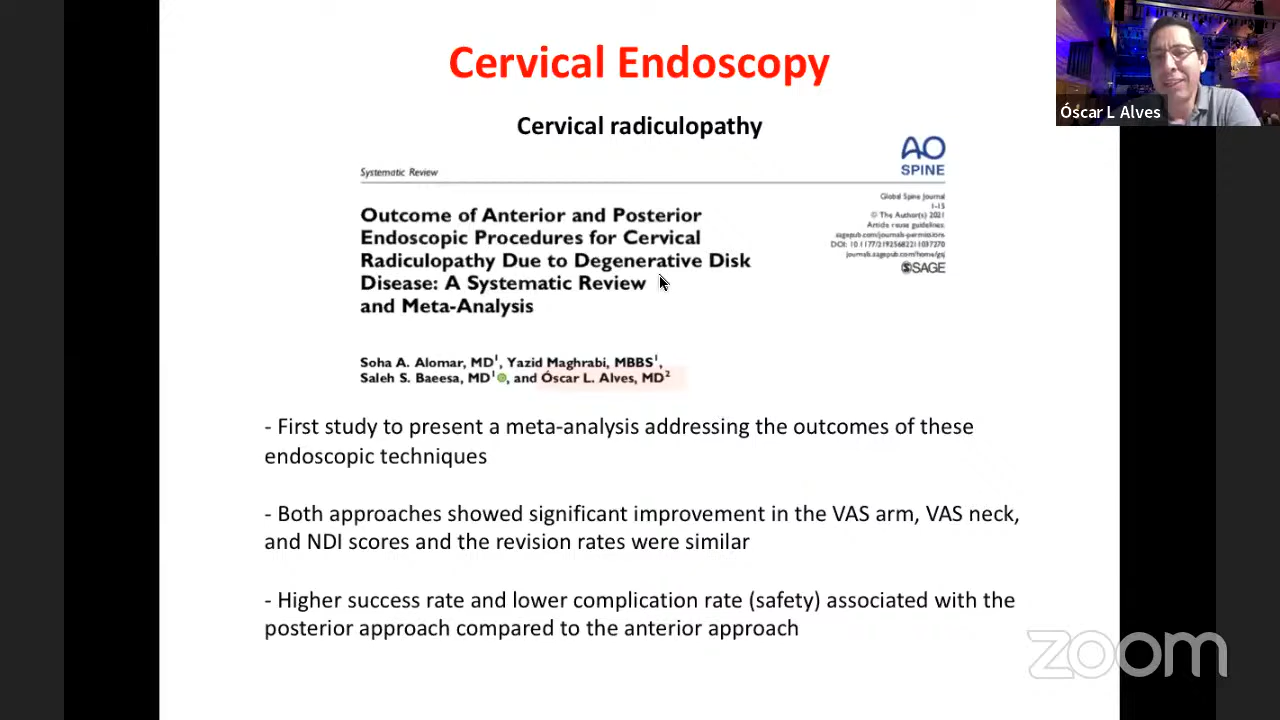 Cervical Endoscopy
Óscar L Alves
Cervical radiculopathy
AO
SPINE
Systematic Review
Global Spine Journal
1-15
© The Author(s) 2021
Article reuse guidelines:
sagepub.com/journals-permissions
DOI: 10.1177/21925682211037270
journals.sagepub.com/home/gsj
SAGE
Outcome of Anterior and Posterior
Endoscopic Procedures for Cervical
Radiculopathy Due to Degenerative Disk
Disease: A Systematic Review
and Meta-Analysis
Soha A. Alomar, MD1, Yazid Maghrabi, MBBS1,
Saleh S. Baeesa, MD1, and Óscar L. Alves, MD2
- First study to present a meta-analysis addressing the outcomes of these
endoscopic techniques
- Both approaches showed significant improvement in the VAS arm, VAS neck,
and NDI scores and the revision rates were similar
- Higher success rate and lower complication rate (safety) associated with the
posterior approach compared to the anterior approach
zoom